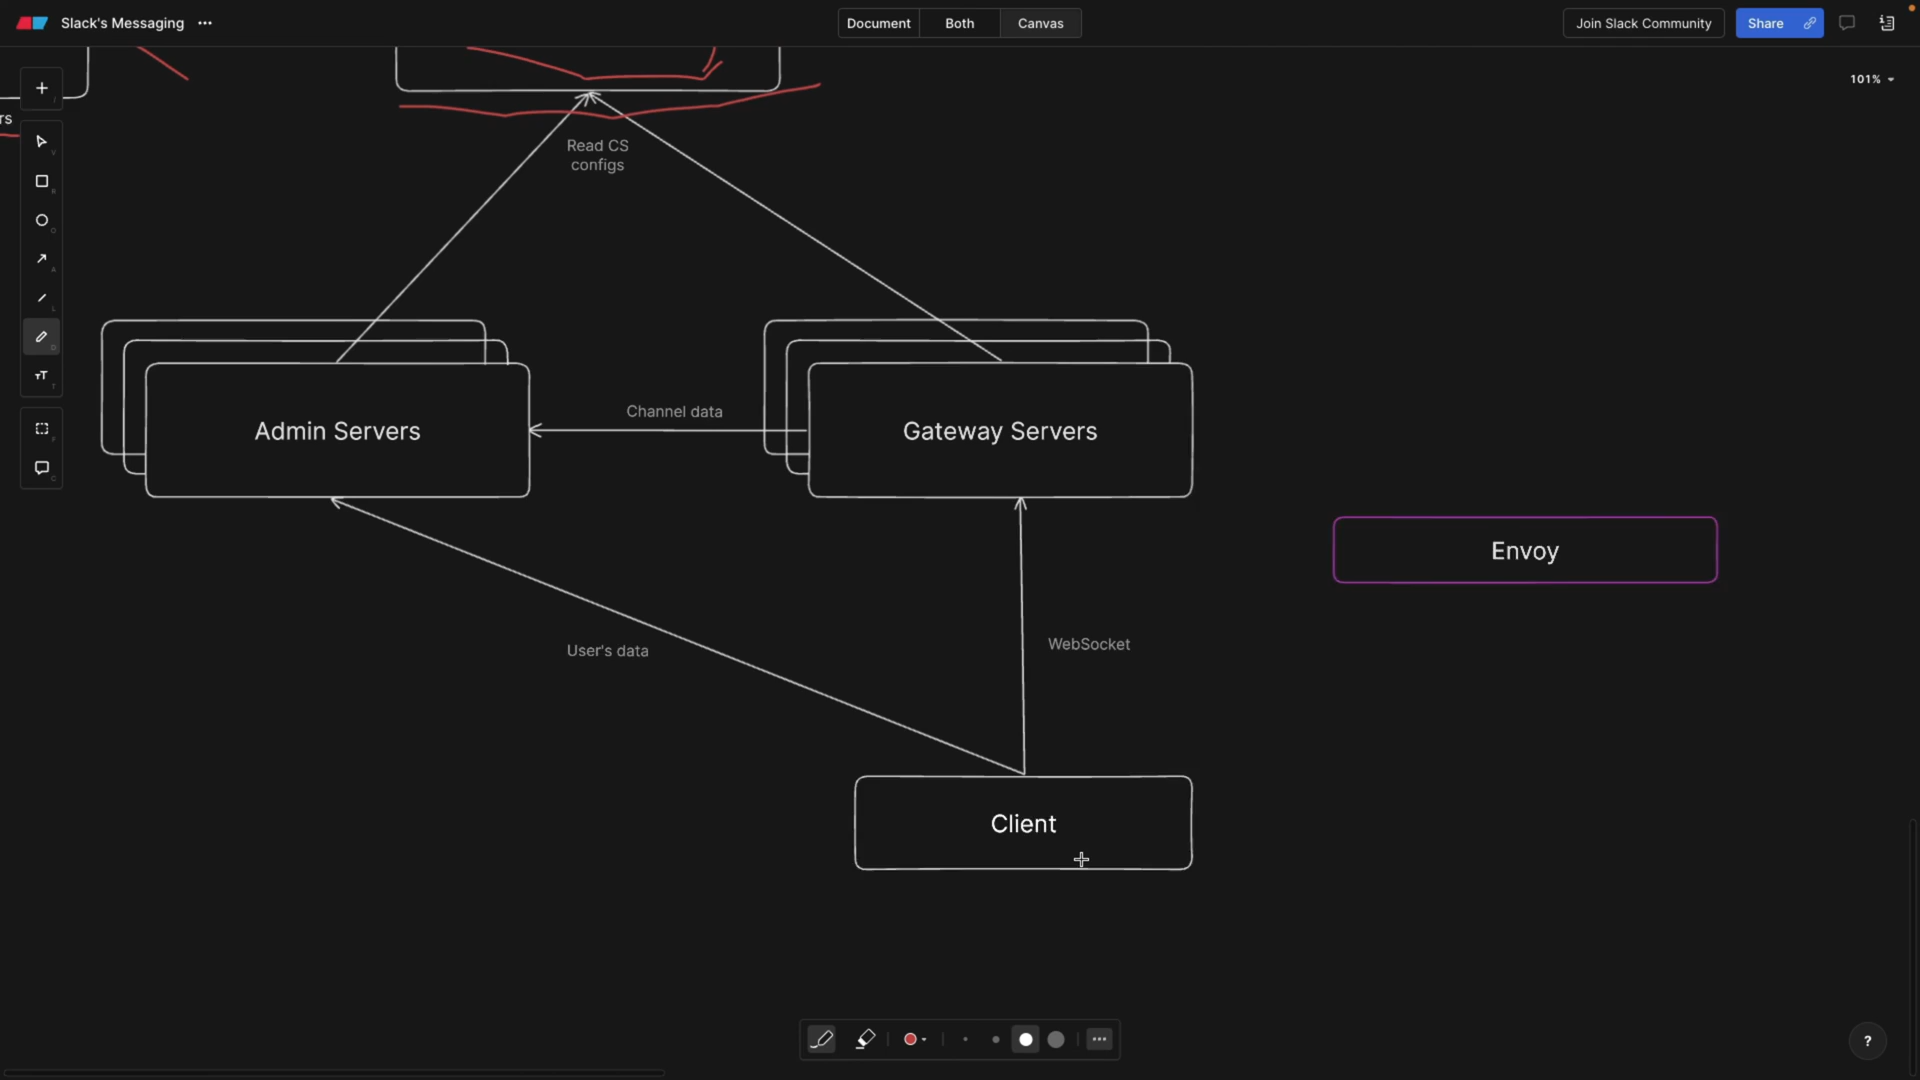 Slack's Messaging
Document
Both
Canvas
Join Slack Community
Share
101%
rs
Read CS
configs
Admin Servers
Channel data
Gateway Servers
Envoy
User's data
WebSocket
Client
?